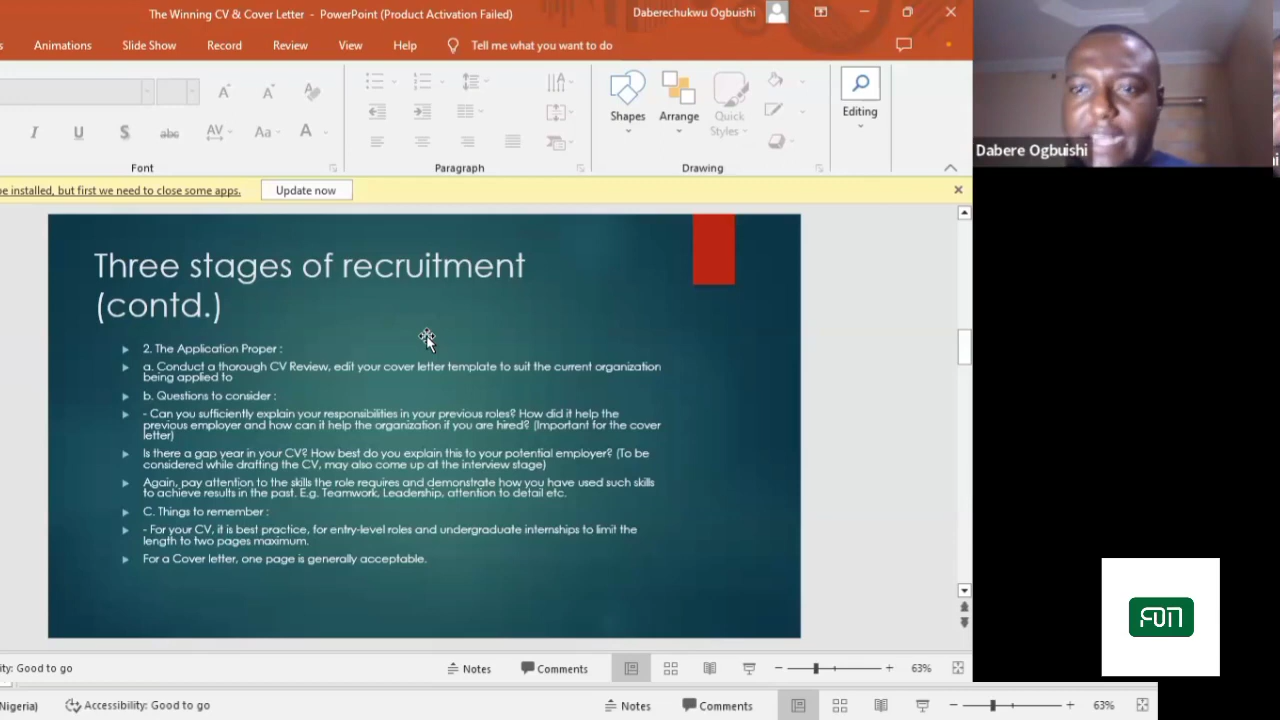 The Winning CV & Cover Letter - PowerPoint (Product Activation Failed)
Daberechukwu Ogbuishi
Animations
Slide Show
Record
Review
View
Help
Tell me what you want to do
Shapes
Arrange
Quick
Styles
Editing
Font
Paragraph
Drawing
be installed, but first we need to close some apps.
Update now
Dabere Ogbuishi
Three stages of recruitment
(contd.)
2. The Application Proper :
a. Conduct a thorough CV Review, edit your cover letter template to suit the current organization
being applied to
b. Questions to consider :
- Can you sufficiently explain your responsibilities in your previous roles? How did it help the
previous employer and how can it help the organization if you are hired? (Important for the cover
letter)
Is there a gap year in your CV? How best do you explain this to your potential employer? (To be
considered while drafting the CV, may also come up at the interview stage)
Again, pay attention to the skills the role requires and demonstrate how you have used such skills
to achieve results in the past. E.g. Teamwork, Leadership, attention to detail etc.
C. Things to remember :
- For your CV, it is best practice, for entry-level roles and undergraduate internships to limit the
length to two pages maximum.
For a Cover letter, one page is generally acceptable.
ity: Good to go
Notes
Comments
63%
Nigeria)
Accessibility: Good to go
Notes
Comments
63%